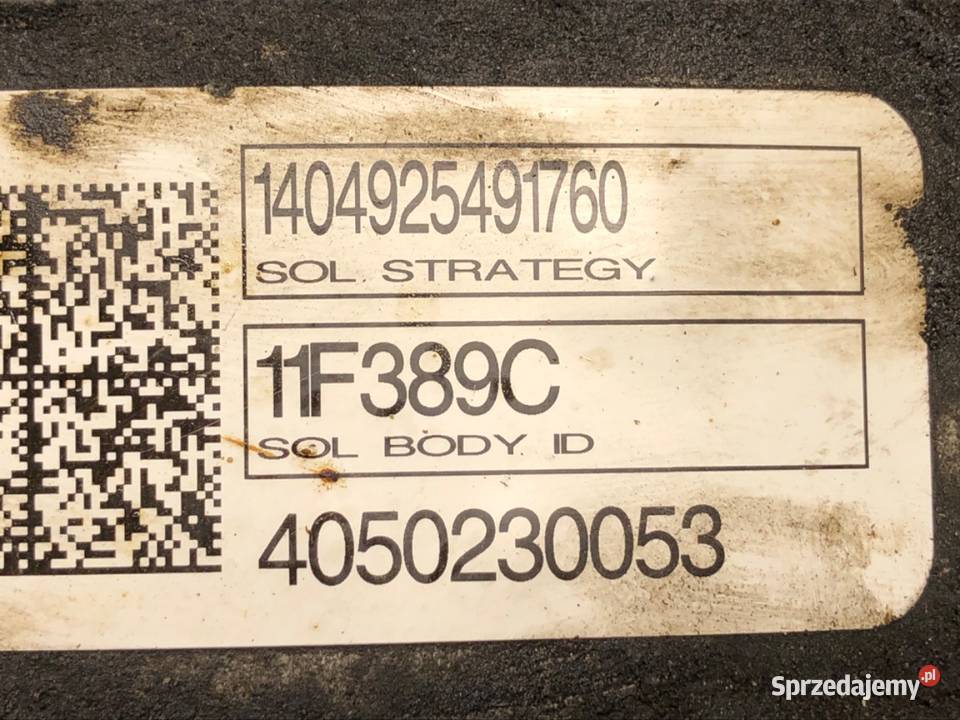 1404925491760
SOL. STRATEGY
11F389C
SOL BODY ID
4050230053
Sprzedajemy.pl